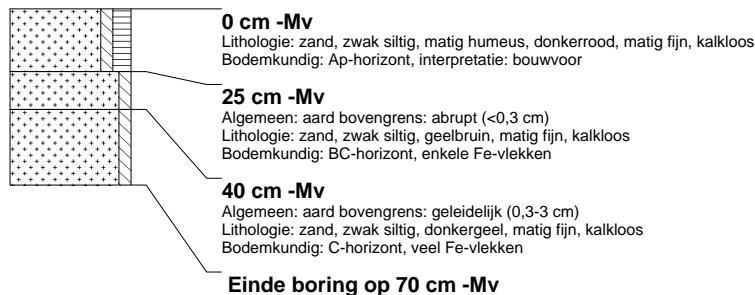 0 cm -Mv
Lithologie: zand, zwak siltig, matig humeus, donkerrood, matig fijn, kalkloos
Bodemkundig: Ap-horizont, interpretatie: bouwvoor
25 cm -Mv
Algemeen: aard bovengrens: abrupt (<0,3 cm)
Lithologie: zand, zwak siltig, geelbruin, matig fijn, kalkloos
Bodemkundig: BC-horizont, enkele Fe-vlekken
40 cm -Mv
Algemeen: aard bovengrens: geleidelijk (0,3-3 cm)
Lithologie: zand, zwak siltig, donkergeel, matig fijn, kalkloos
Bodemkundig: C-horizont, veel Fe-vlekken
Einde boring op 70 cm -Mv